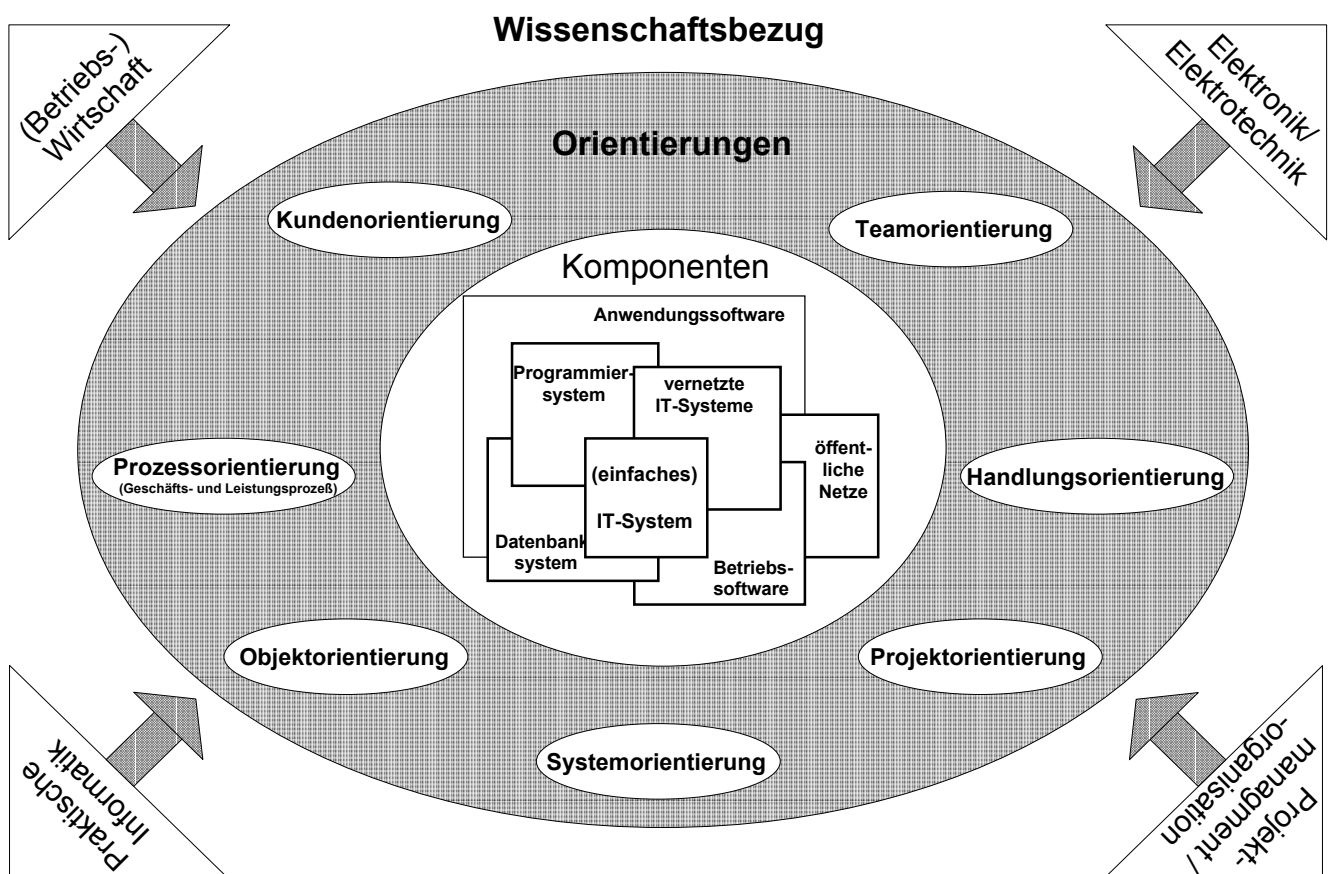 Wissenschaftsbezug
(Betriebs-)
Wirtschaft
Elektronik/
Elektrotechnik
Orientierungen
Kundenorientierung
Teamorientierung
Komponenten
Anwendungssoftware
Programmier-
system
vernetzte
IT-Systeme
öffent-
liche
Netze
(einfaches)
IT-System
Datenbank
system
Betriebs-
software
Prozessorientierung
(Geschäfts- und Leistungsprozeß)
Handlungsorientierung
Objektorientierung
Projektorientierung
Systemorientierung
Praktische
Informatik
Projekt-
managment /
-organisation